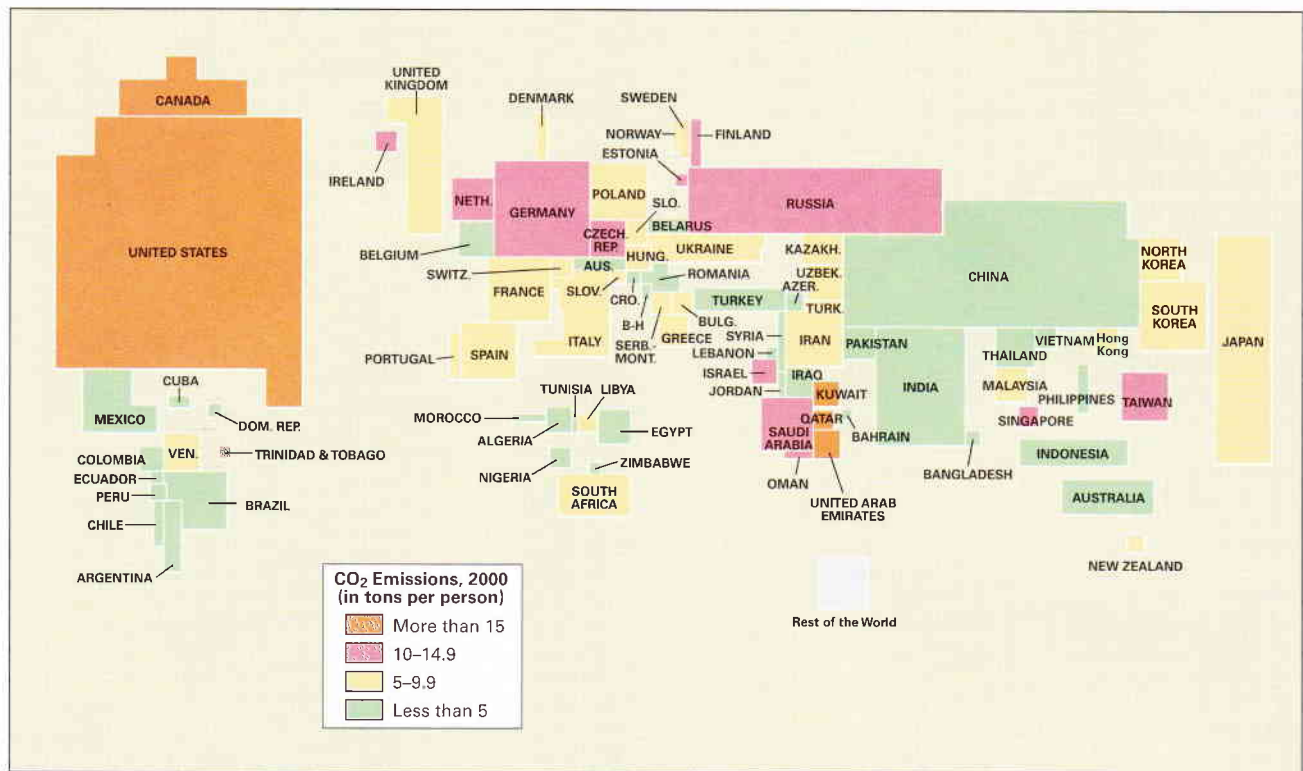 CANADA
UNITED STATES
MEXICO
CUBA
DOM. REP.
TRINIDAD & TOBAGO
COLOMBIA
VEN.
ECUADOR
PERU
BRAZIL
CHILE
ARGENTINA
UNITED
KINGDOM
IRELAND
DENMARK
SWEDEN
NORWAY
FINLAND
ESTONIA
NETH.
GERMANY
POLAND
SLO.
RUSSIA
BELARUS
CZECH.
REP.
BELGIUM
HUNG.
UKRAINE
KAZAKH.
SWITZ.
AUS.
ROMANIA
UZBEK.
CHINA
NORTH
KOREA
FRANCE
SLOV.
CRO.
TURKEY
AZER.
TURK.
SOUTH
KOREA
B-H
BULG.
SERB.-
MONT.
GREECE
SYRIA
IRAN
PAKISTAN
VIETNAM
Hong
Kong
JAPAN
PORTUGAL
SPAIN
ITALY
LEBANON
THAILAND
ISRAEL
IRAQ
INDIA
MALAYSIA
TUNISIA
LIBYA
JORDAN
KUWAIT
PHILIPPINES
TAIWAN
MOROCCO
QATAR
SINGAPORE
ALGERIA
EGYPT
SAUDI
ARABIA
BAHRAIN
INDONESIA
NIGERIA
ZIMBABWE
OMAN
BANGLADESH
SOUTH
AFRICA
UNITED ARAB
EMIRATES
AUSTRALIA
NEW ZEALAND
Rest of the World
CO₂ Emissions, 2000
(in tons per person)
More than 15
10–14.9
5–9.9
Less than 5